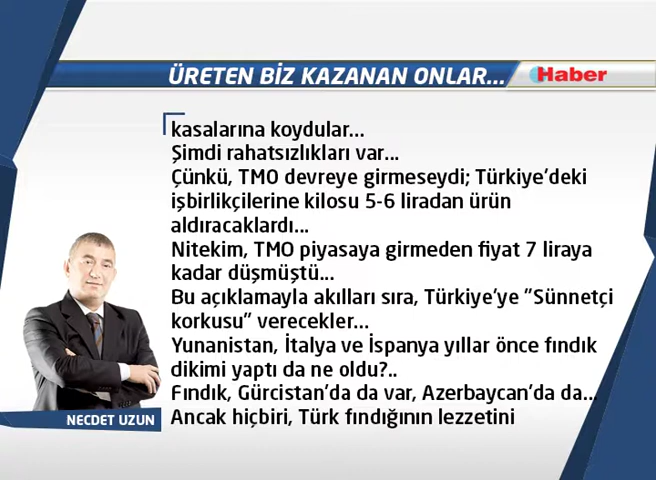 ÜRETEN BİZ KAZANAN ONLAR...
Haber
kasalarına koydular...
Şimdi rahatsızlıkları var...
Çünkü, TMO devreye girmeseydi; Türkiye'deki
işbirlikçilerine kilosu 5-6 liradan ürün
aldıracaklardı...
Nitekim, TMO piyasaya girmeden fiyat 7 liraya
kadar düşmüştü...
Bu açıklamayla akılları sıra, Türkiye'ye "Sünnetçi
korkusu" verecekler...
Yunanistan, İtalya ve İspanya yıllar önce fındık
dikimi yaptı da ne oldu?..
Fındık, Gürcistan'da da var, Azerbaycan'da da...
Ancak hiçbiri, Türk fındığının lezzetini
NECDET UZUN